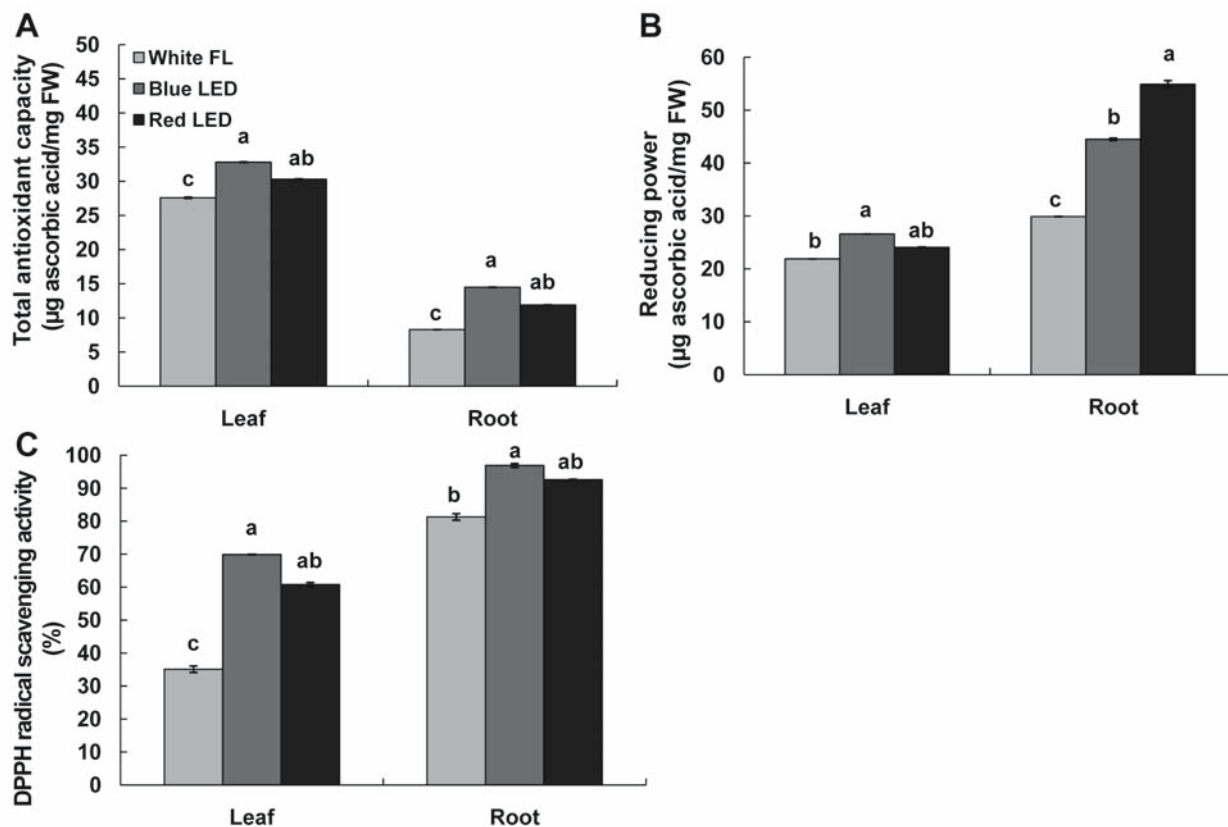 A
Total antioxidant capacity
(µg ascorbic acid/mg FW)
50
45
40
35
30
25
20
15
10
5
0
White FL
Blue LED
Red LED
c
a
ab
c
a
ab
Leaf
Root
B
Reducing power
(µg ascorbic acid/mg FW)
60
50
40
30
20
10
0
b
a
ab
c
b
a
Leaf
Root
C
DPPH radical scavenging activity
(%)
100
90
80
70
60
50
40
30
20
10
0
c
a
ab
b
a
ab
Leaf
Root